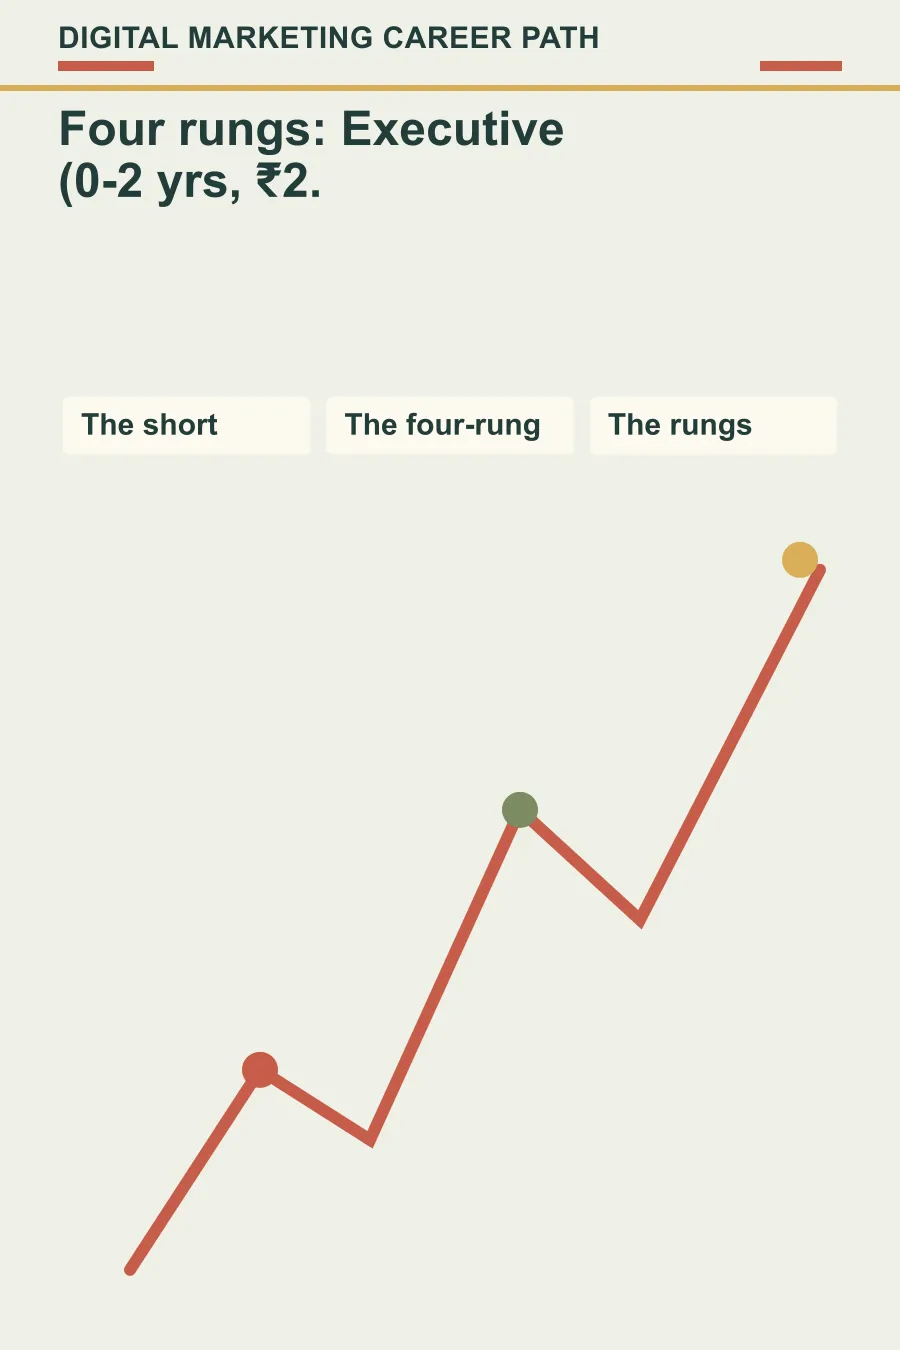 DIGITAL MARKETING CAREER PATH
Four rungs: Executive
(0-2 yrs, ₹2.
The short
The four-rung
The rungs